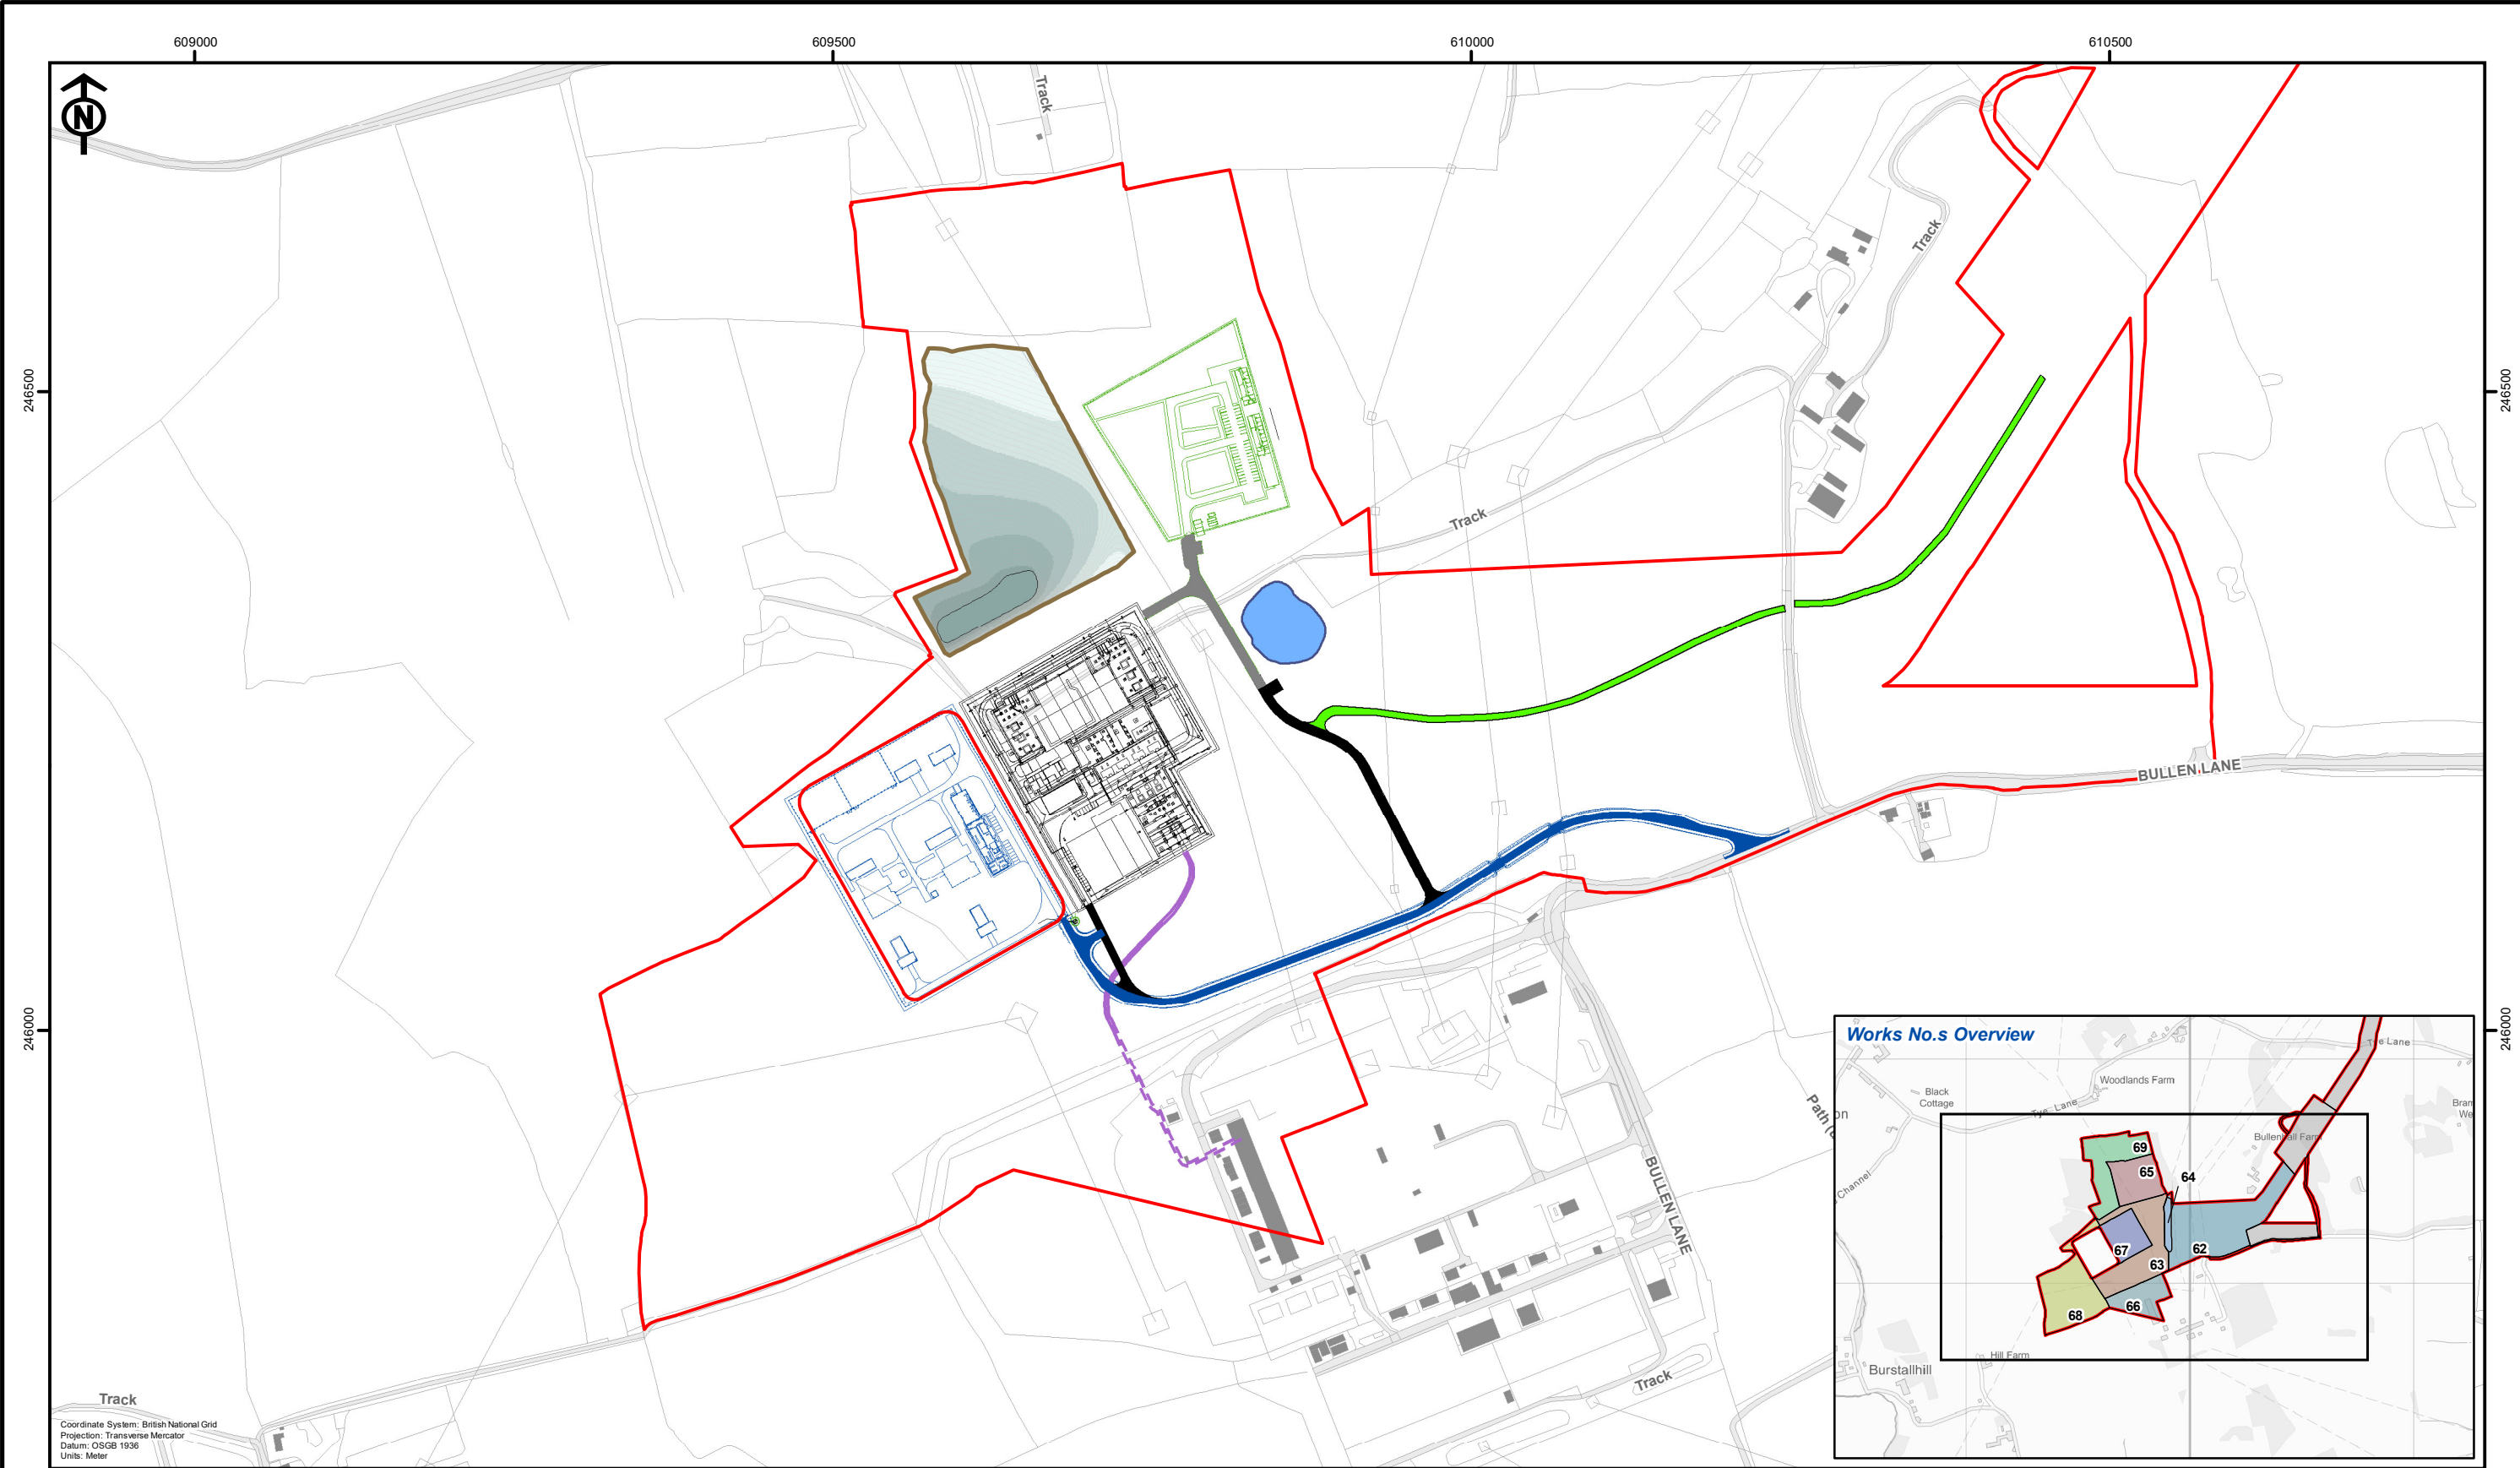 609000
609500
610000
610500
N
Track
Track
246500
246500
Track
BULLEN LANE
246000
246000
Works No.s Overview
Tye Lane
Woodlands Farm
Black
Cottage
Tye Lane
Bullenhall Farm
Channel
69
65
64
67
62
63
68
66
Burstallhill
Hill Farm
BULLEN LANE
Track
Track
Coordinate System: British National Grid
Projection: Transverse Mercator
Datum: OSGB 1936
Units: Meter